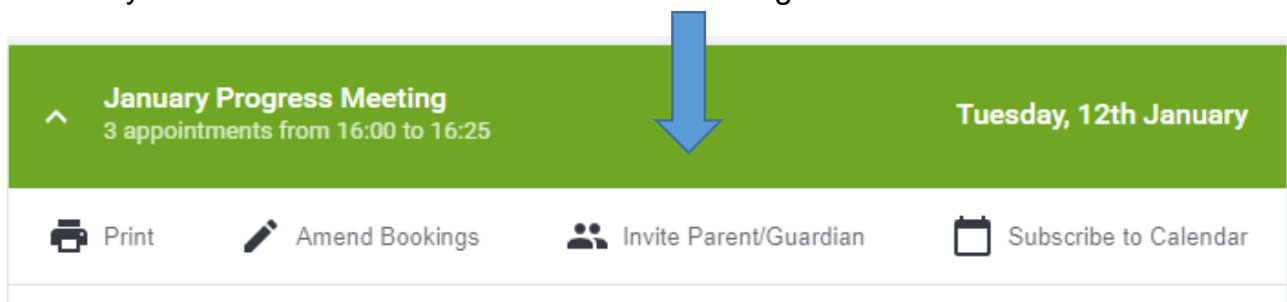 January Progress Meeting
3 appointments from 16:00 to 16:25
Tuesday, 12th January
Print
Amend Bookings
Invite Parent/Guardian
Subscribe to Calendar